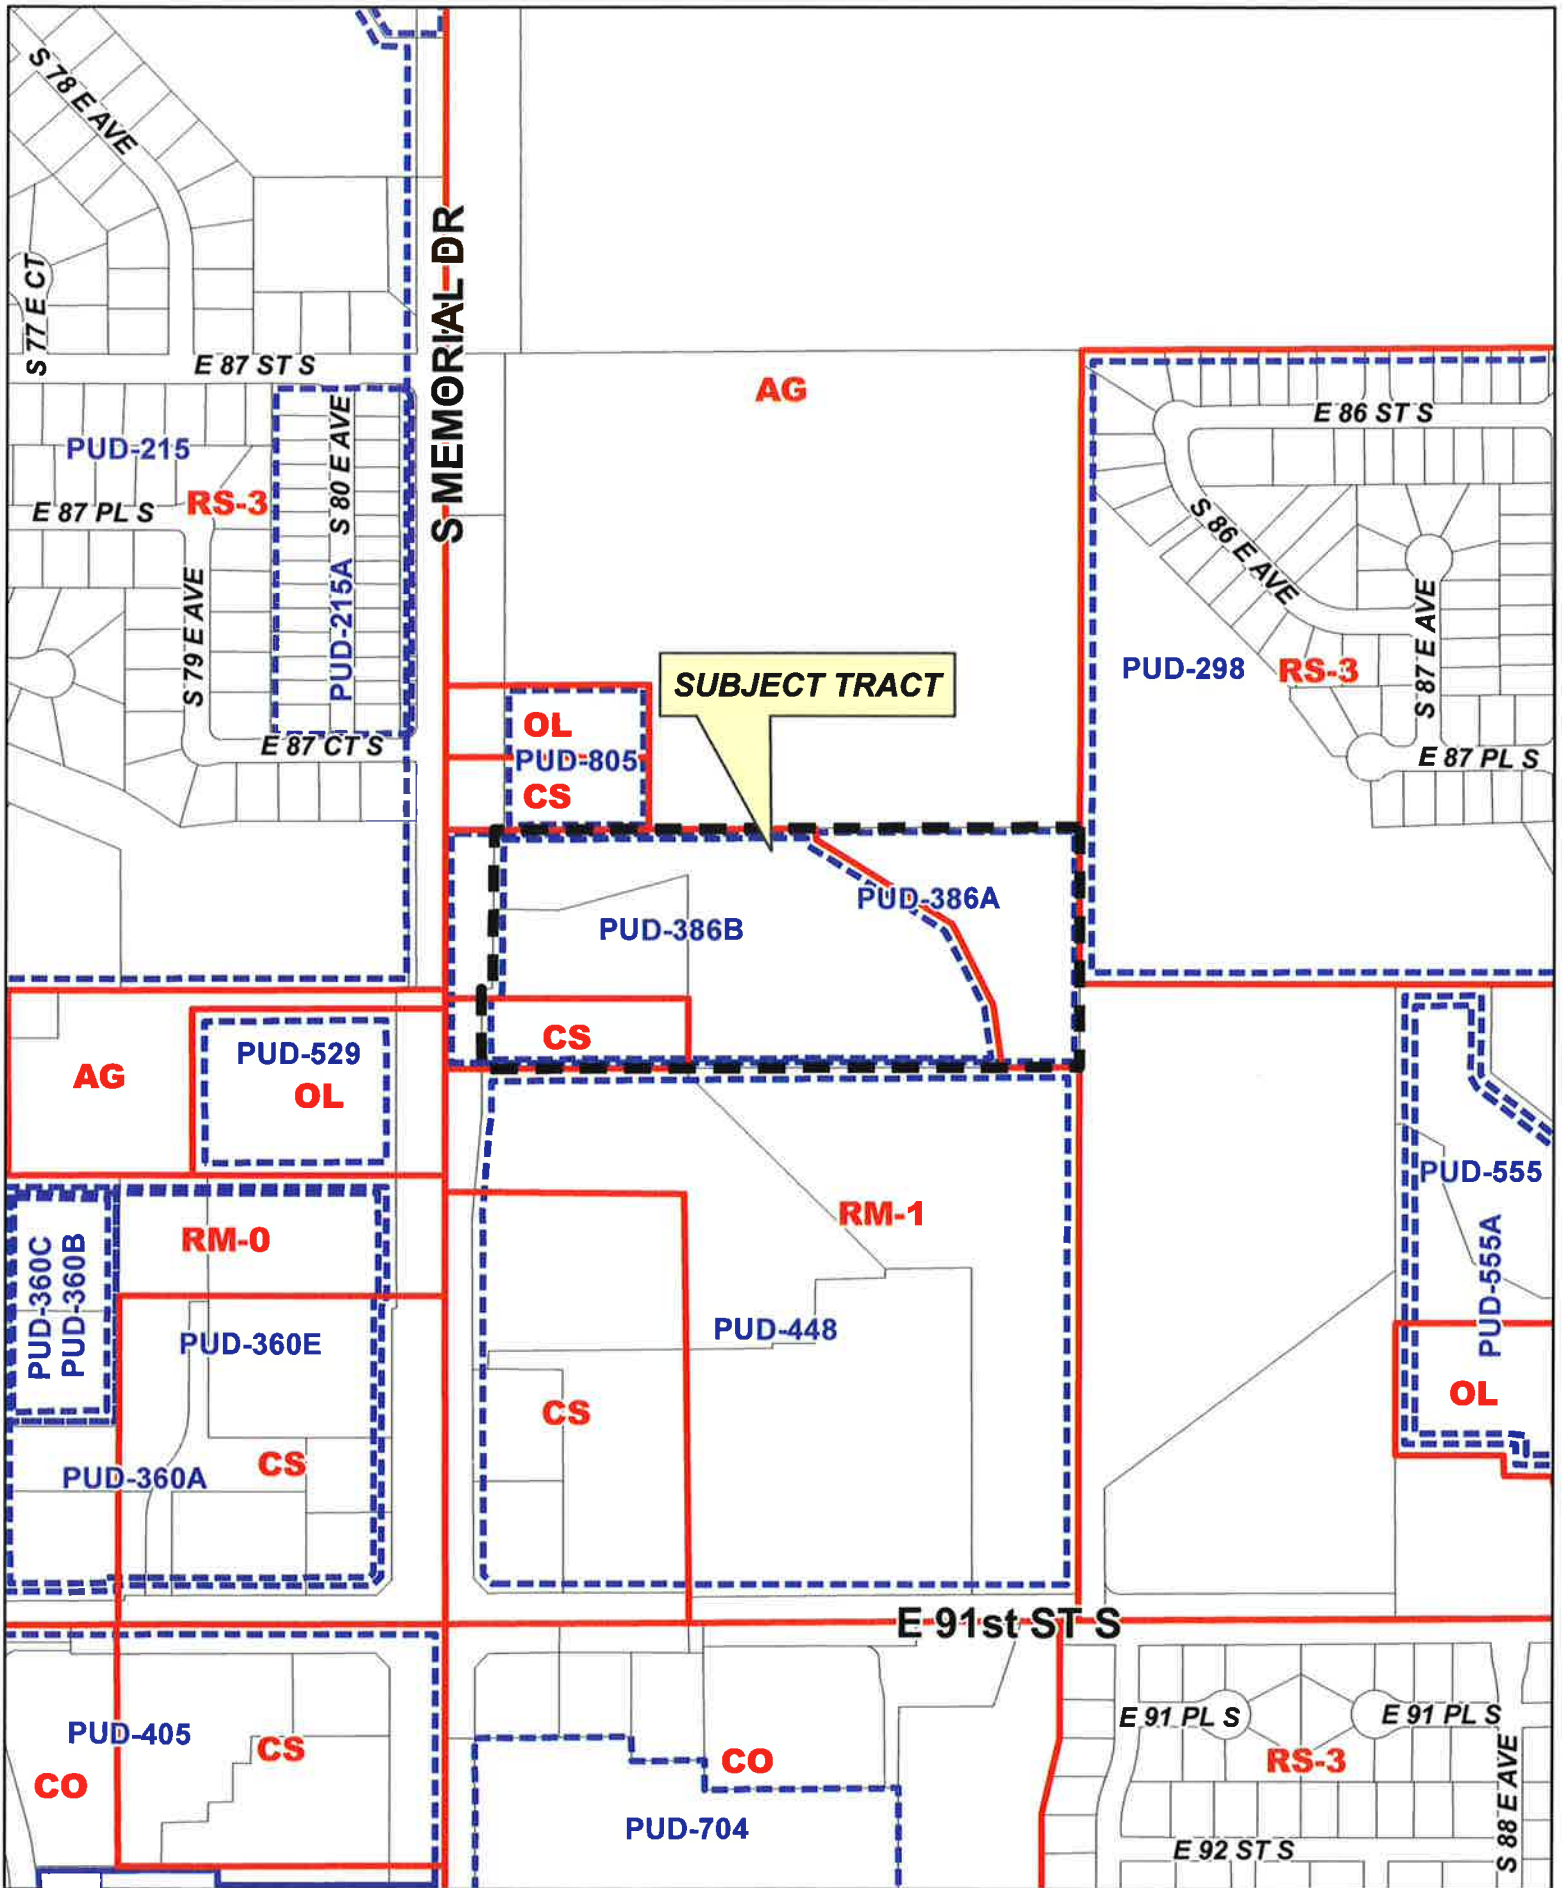 S 78 E AVE
S 77 E CT
S MEMORIAL DR
E 87 ST S
AG
E 86 ST S
PUD-215
S 80 E AVE
RS-3
E 87 PL S
S 86 E AVE
S 79 E AVE
PUD-215A
S 87 E AVE
PUD-298
RS-3
SUBJECT TRACT
OL
E 87 CT S
PUD-805
E 87 PL S
CS
PUD-386A
PUD-386B
CS
PUD-529
AG
OL
PUD-555
RM-1
RM-0
PUD-360C
PUD-360B
PUD-555A
PUD-448
PUD-360E
OL
CS
CS
PUD-360A
E 91st ST S
E 91 PL S
E 91 PL S
PUD-405
CS
CO
RS-3
CO
S 88 E AVE
PUD-704
E 92 ST S